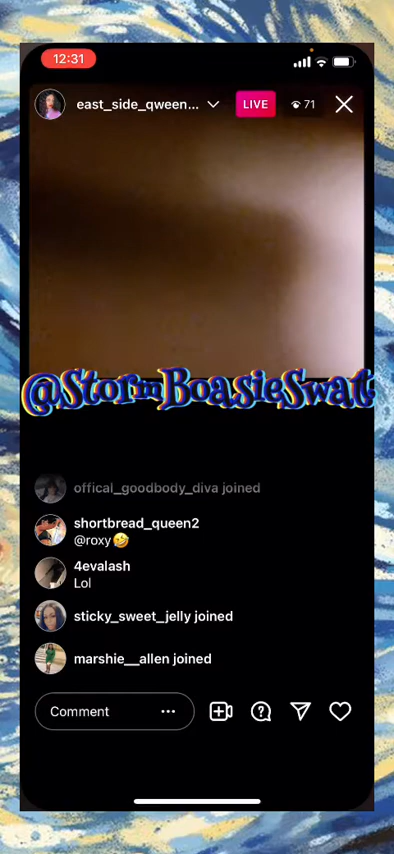 12:31
east_side_qween...
LIVE
71
@StormBoasieSwat
offical_goodbody_diva joined
shortbread_queen2
@roxy🤣
4evalash
Lol
sticky_sweet_jelly joined
marshie__allen joined
Comment